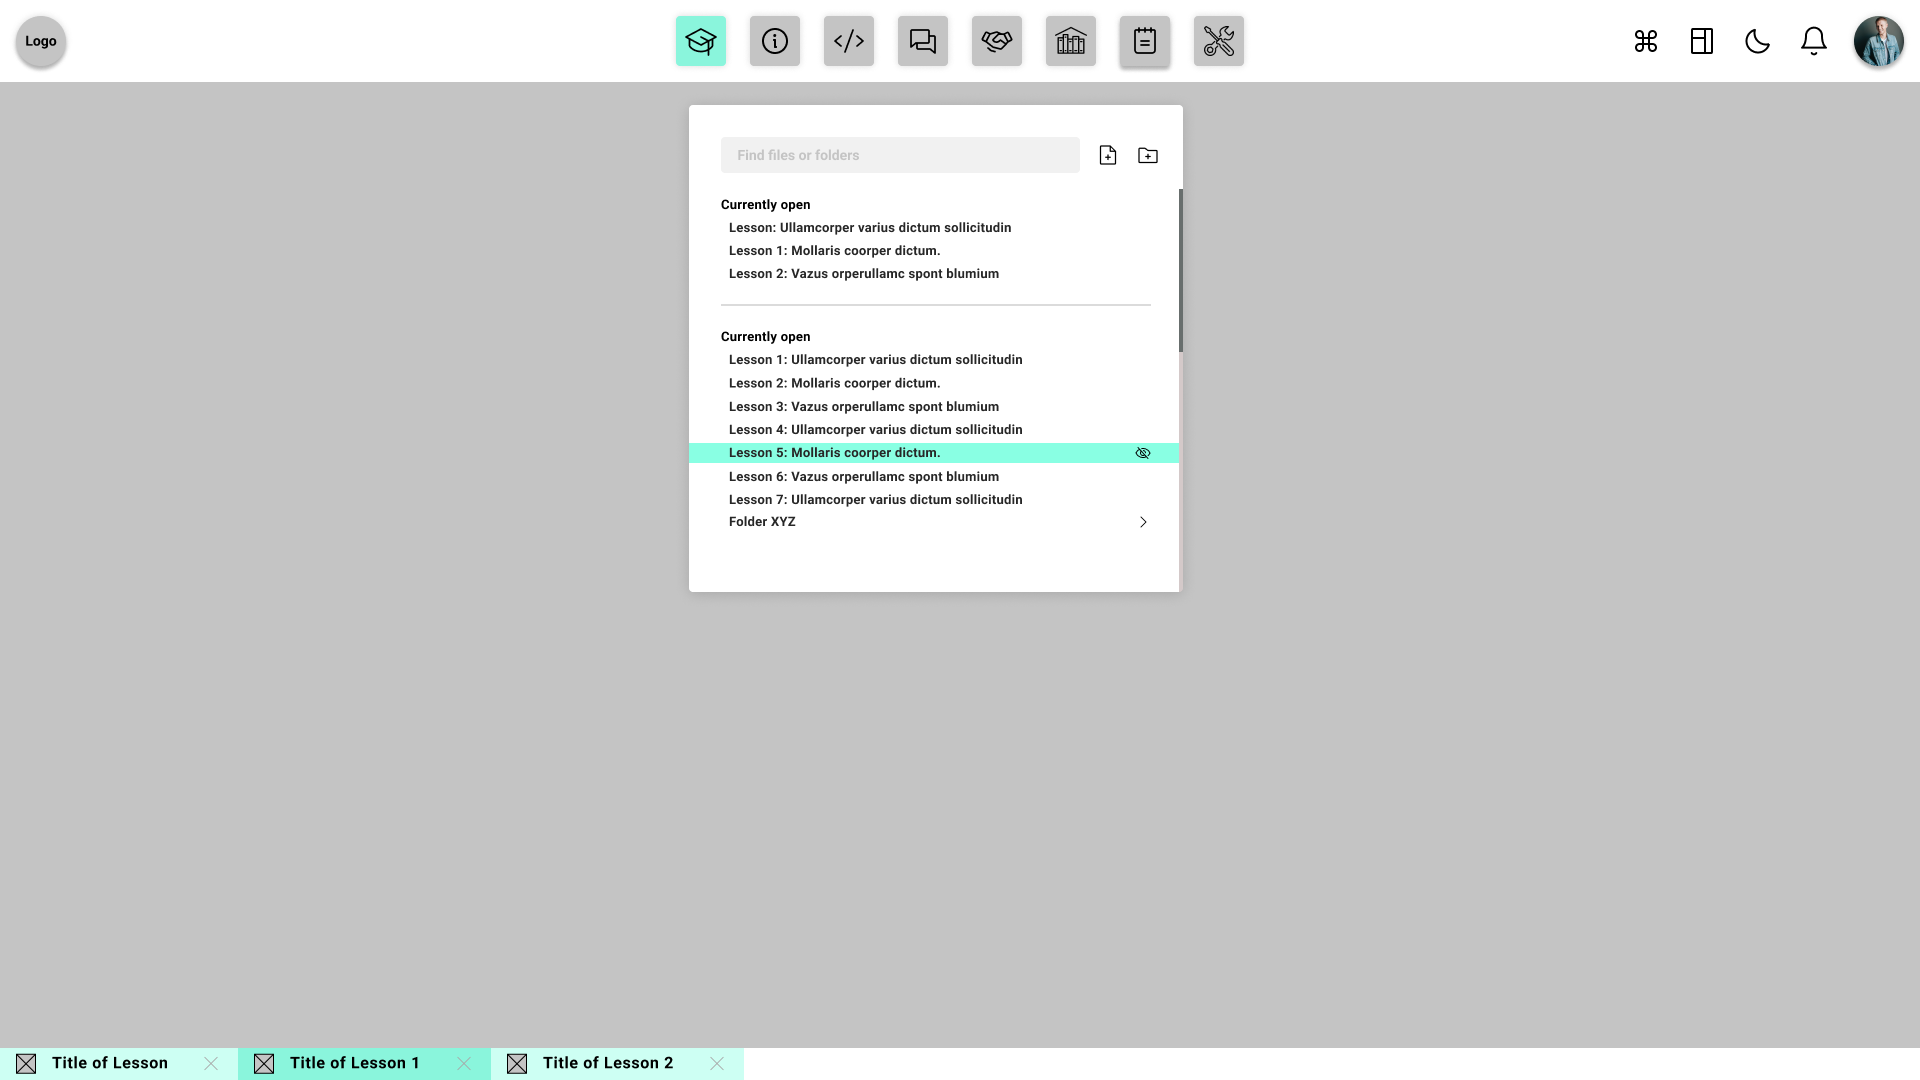 Logo
Find files or folders
Currently open
Lesson: Ullamcorper varius dictum sollicitudin
Lesson 1: Mollaris coorper dictum.
Lesson 2: Vazus orperullamc spont blumium
Currently open
Lesson 1: Ullamcorper varius dictum sollicitudin
Lesson 2: Mollaris coorper dictum.
Lesson 3: Vazus orperullamc spont blumium
Lesson 4: Ullamcorper varius dictum sollicitudin
Lesson 5: Mollaris coorper dictum.
Lesson 6: Vazus orperullamc spont blumium
Lesson 7: Ullamcorper varius dictum sollicitudin
Folder XYZ
Title of Lesson
Title of Lesson 1
Title of Lesson 2